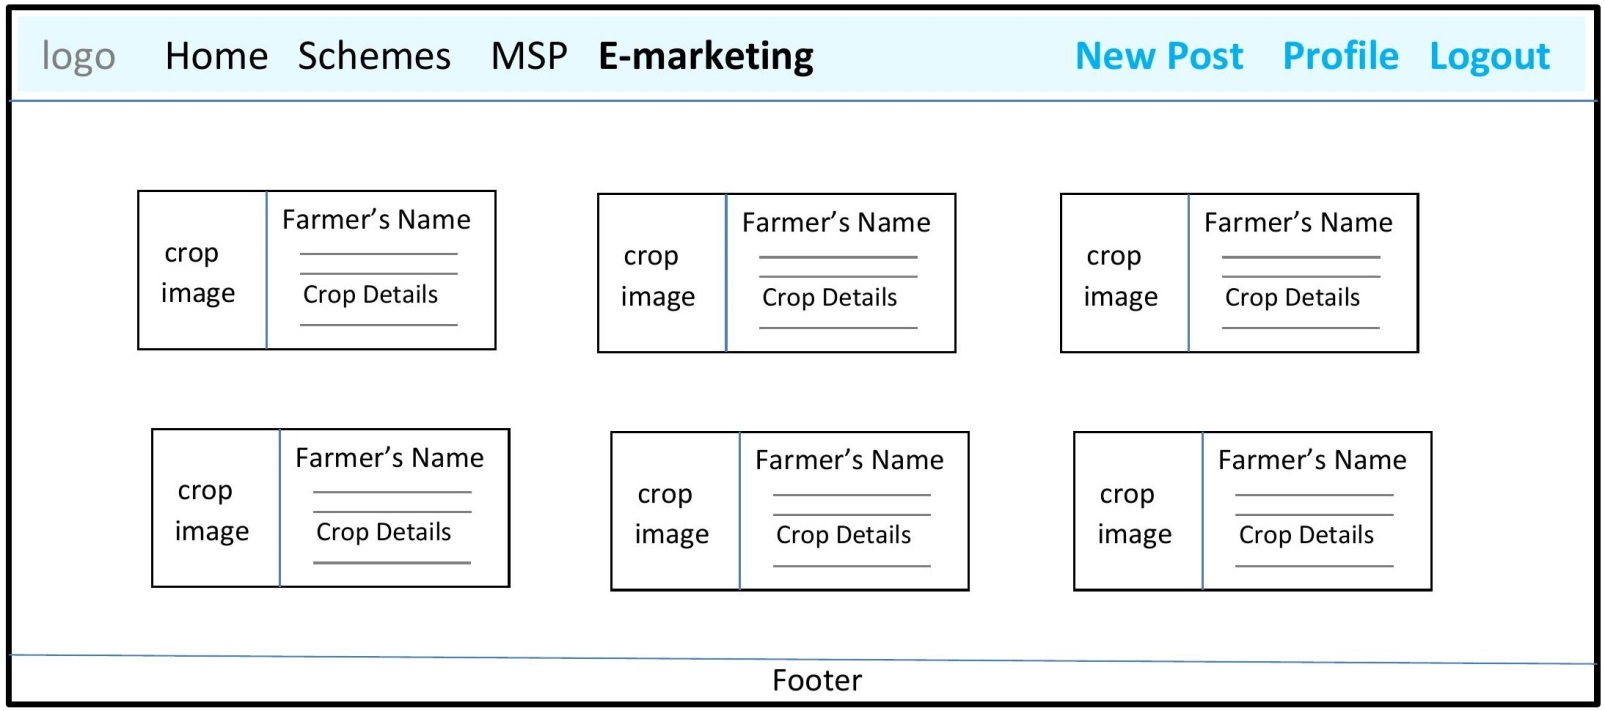 logo Home Schemes MSP E-marketing New Post Profile Logout
Farmer’s Name
crop
image
Crop Details
Farmer’s Name
crop
image
Crop Details
Farmer’s Name
crop
image
Crop Details
Farmer’s Name
crop
image
Crop Details
Farmer’s Name
crop
image
Crop Details
Farmer’s Name
crop
image
Crop Details
Footer